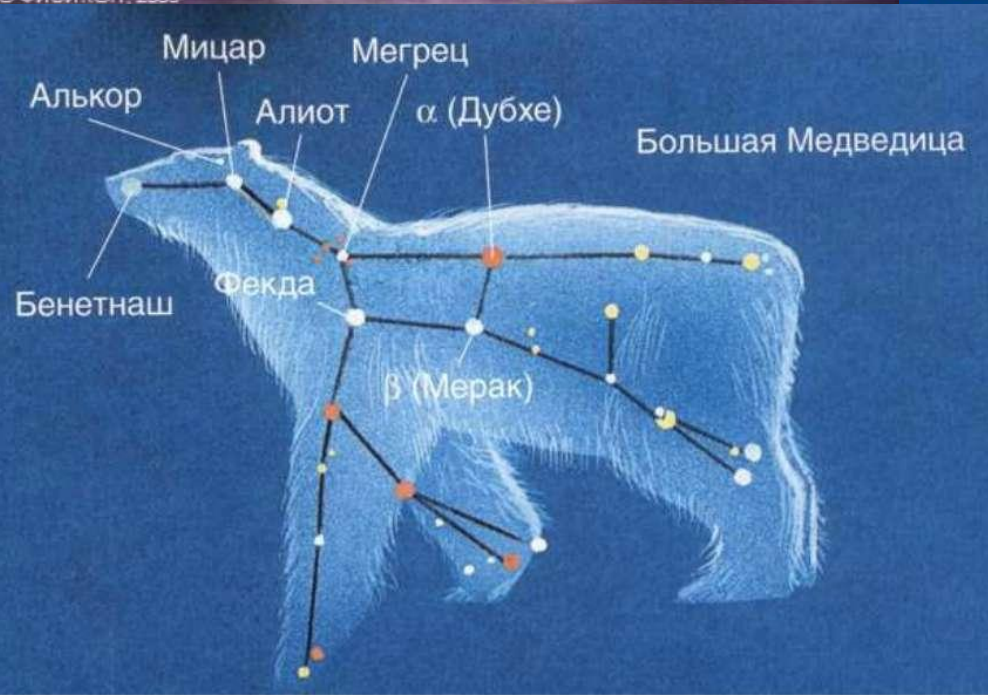 Мицар
Мегрец
Алькор
Алиот
α (Дубхе)
Большая Медведица
Фекда
Бенетнаш
β (Мерак)